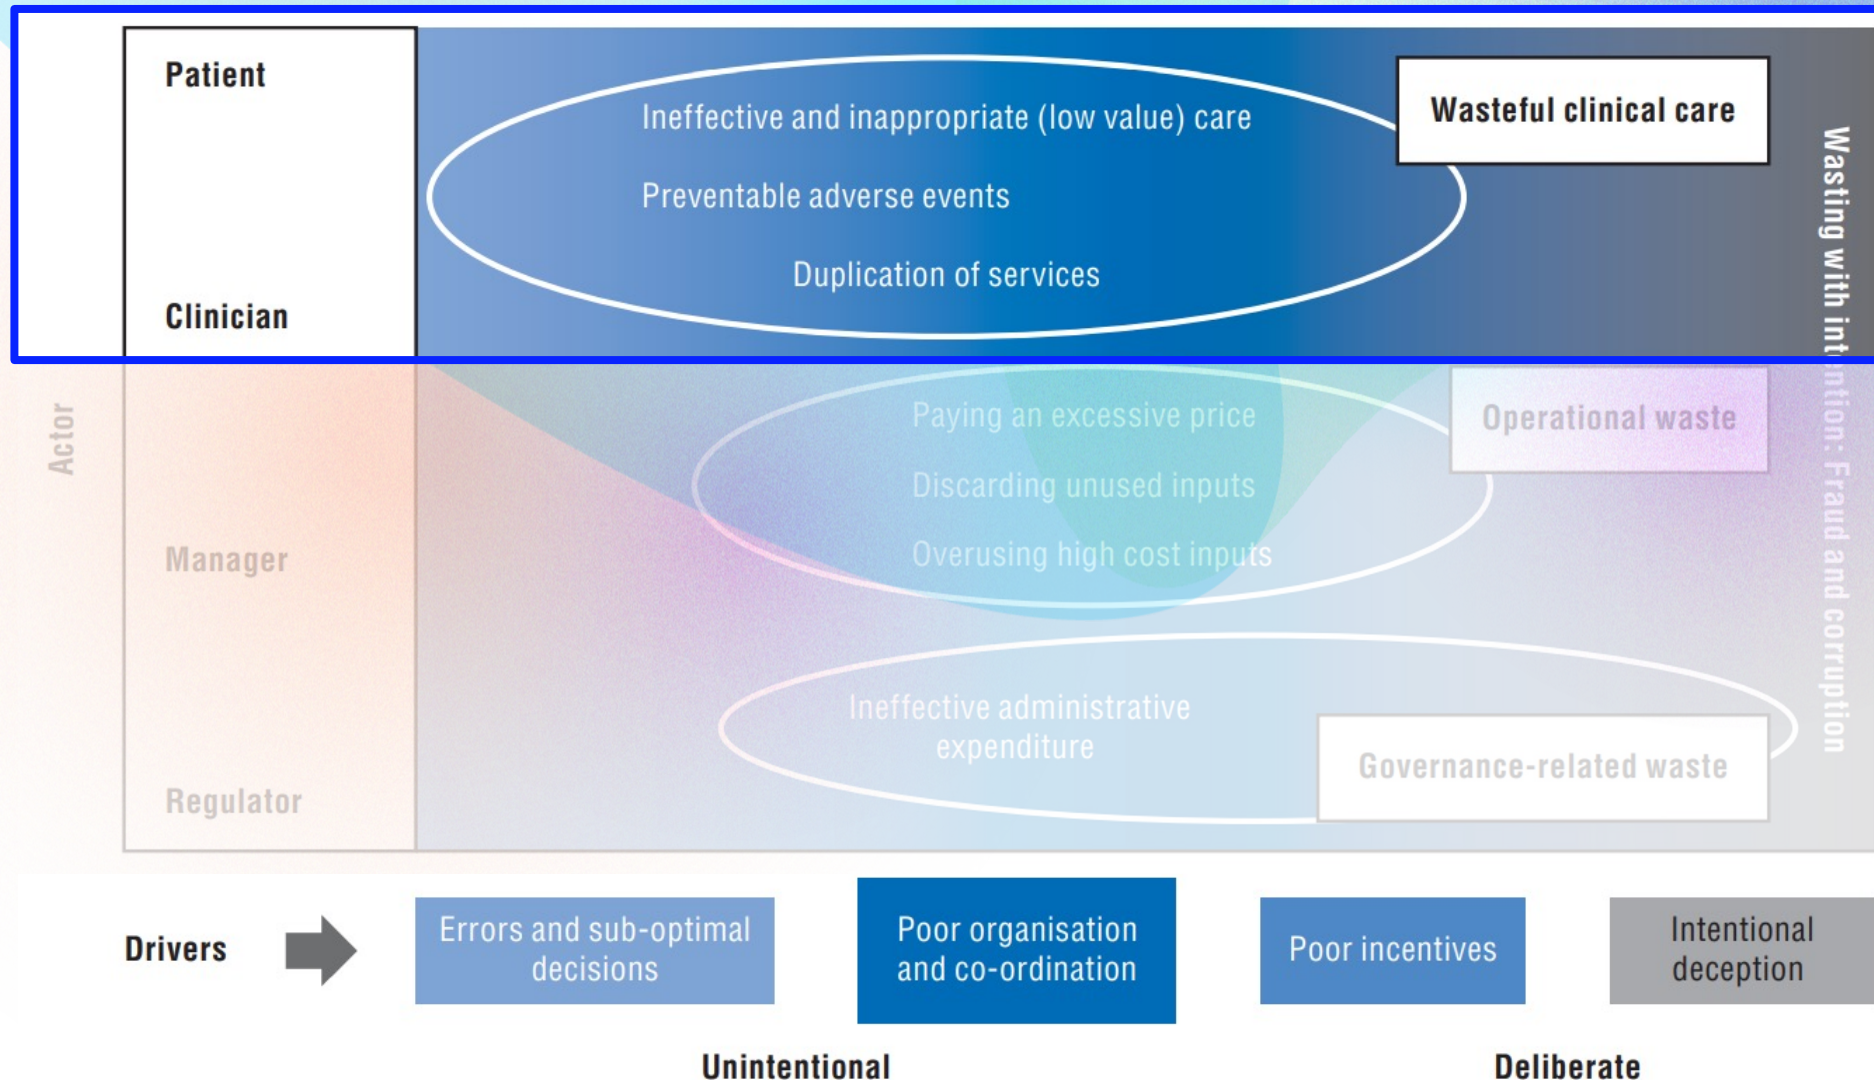 Patient
Ineffective and inappropriate (low value) care
Wasteful clinical care
Preventable adverse events
Duplication of services
Clinician
Wasting with intention: Fraud and corruption
Actor
Paying an excessive price
Operational waste
Discarding unused inputs
Manager
Overusing high cost inputs
Ineffective administrative
expenditure
Governance-related waste
Regulator
Drivers
Errors and sub-optimal
decisions
Poor organisation
and co-ordination
Poor incentives
Intentional
deception
Unintentional
Deliberate